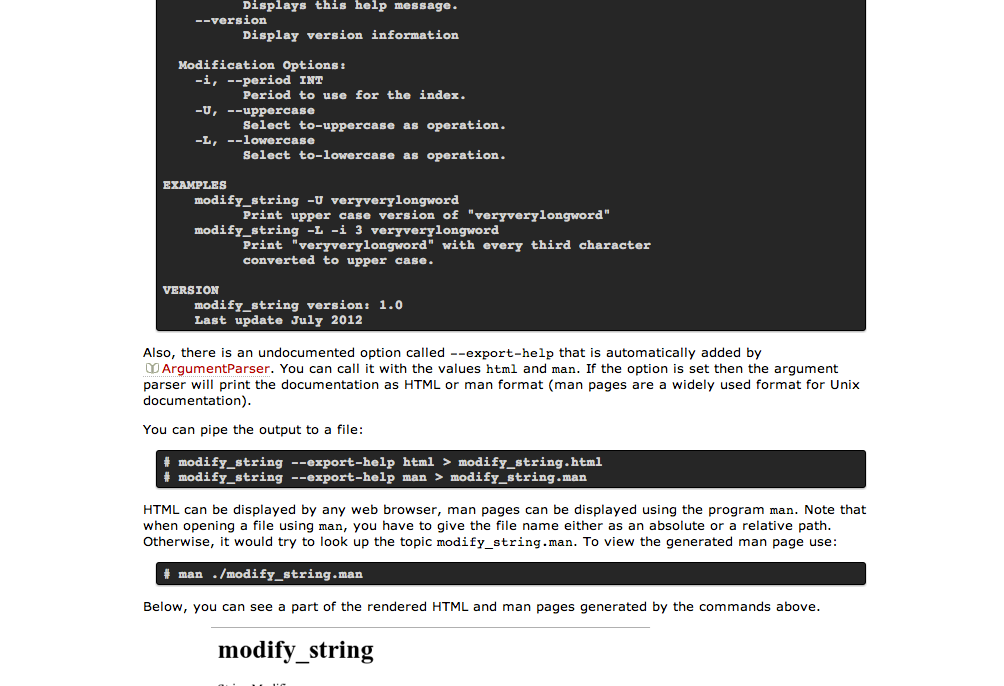 Displays this help message.
--version
Display version information
Modification Options:
-i, --period INT
Period to use for the index.
-U, --uppercase
Select to-uppercase as operation.
-L, --lowercase
Select to-lowercase as operation.
EXAMPLES
modify_string -U veryverylongword
Print upper case version of "veryverylongword"
modify_string -L -i 3 veryverylongword
Print "veryverylongword" with every third character
converted to upper case.
VERSION
modify_string version: 1.0
Last update July 2012
Also, there is an undocumented option called --export-help that is automatically added by
ArgumentParser. You can call it with the values html and man. If the option is set then the argument
parser will print the documentation as HTML or man format (man pages are a widely used format for Unix
documentation).
You can pipe the output to a file:
# modify_string --export-help html > modify_string.html
# modify_string --export-help man > modify_string.man
HTML can be displayed by any web browser, man pages can be displayed using the program man. Note that
when opening a file using man, you have to give the file name either as an absolute or a relative path.
Otherwise, it would try to look up the topic modify_string.man. To view the generated man page use:
# man ./modify_string.man
Below, you can see a part of the rendered HTML and man pages generated by the commands above.
modify_string